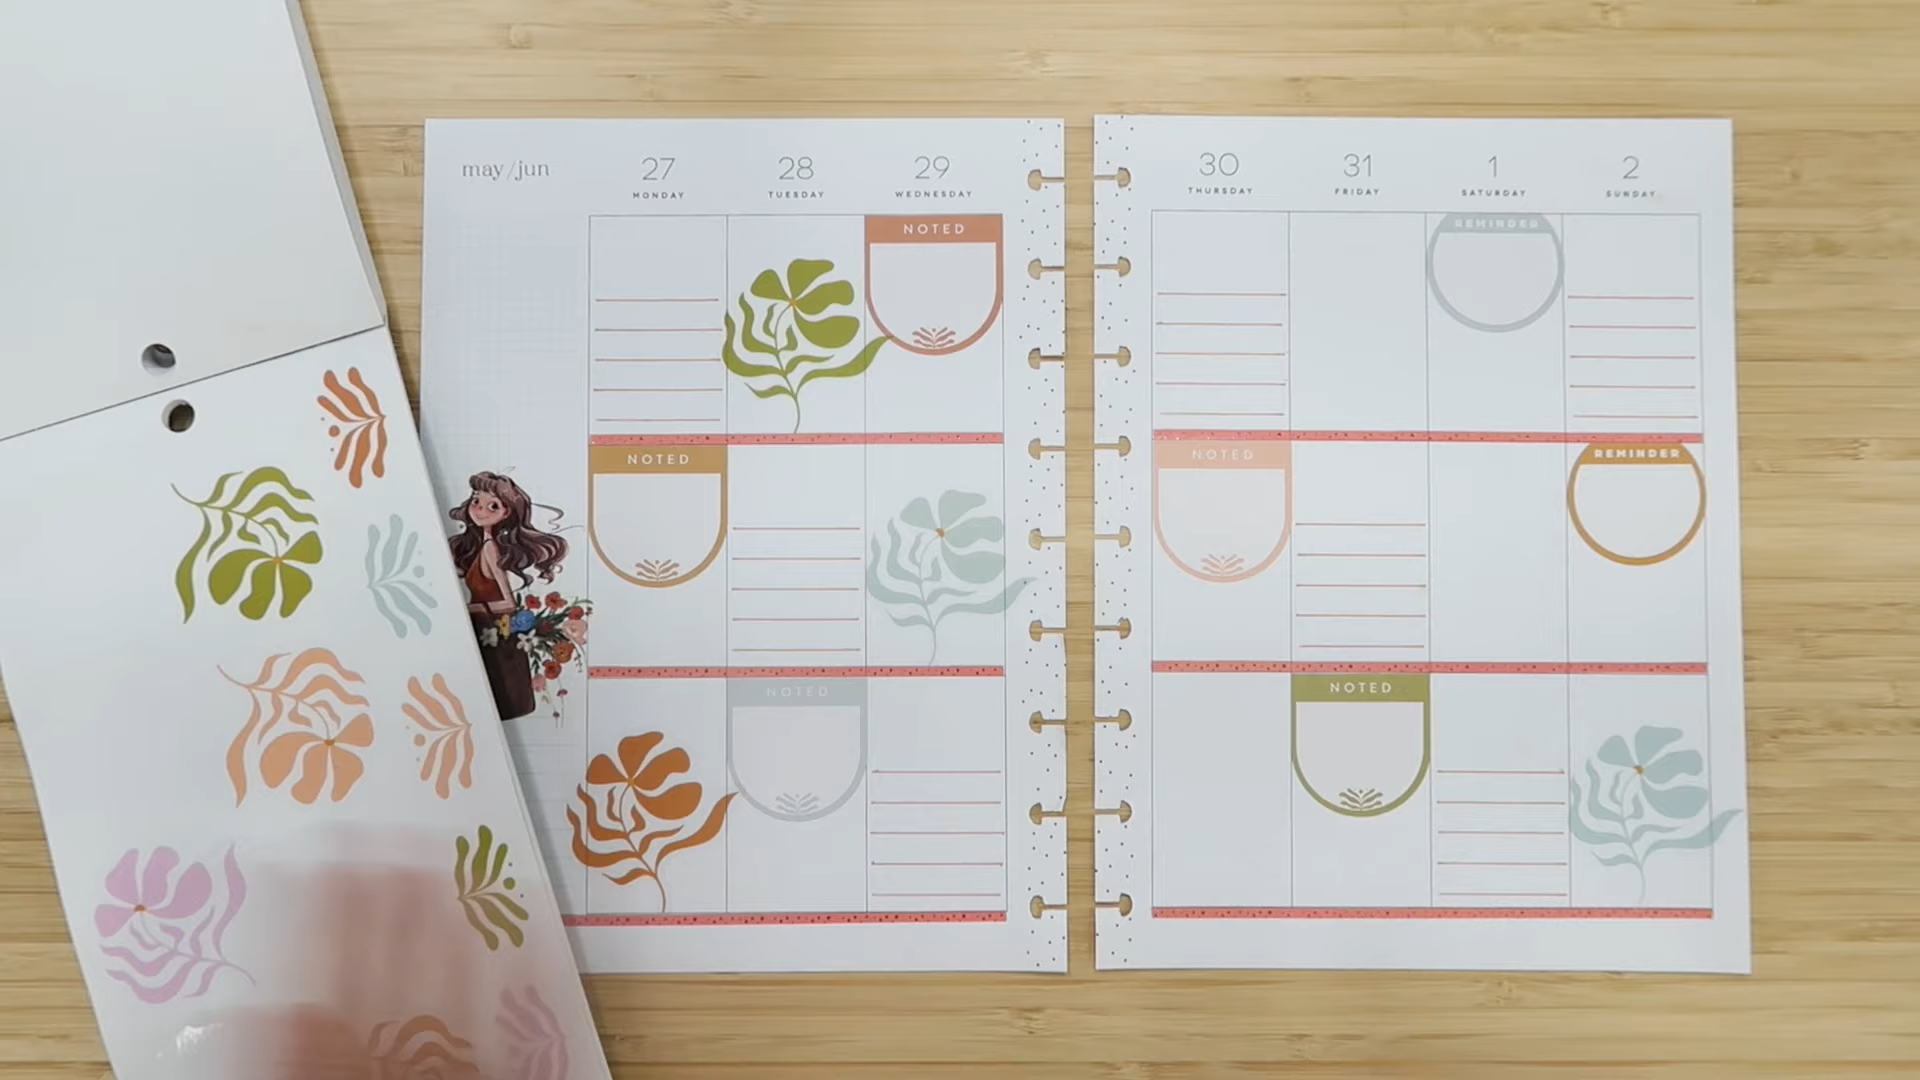 may/jun
27
MONDAY
28
TUESDAY
29
WEDNESDAY
30
THURSDAY
31
FRIDAY
1
SATURDAY
2
SUNDAY
NOTED
REMINDER
NOTED
NOTED
REMINDER
NOTED
NOTED